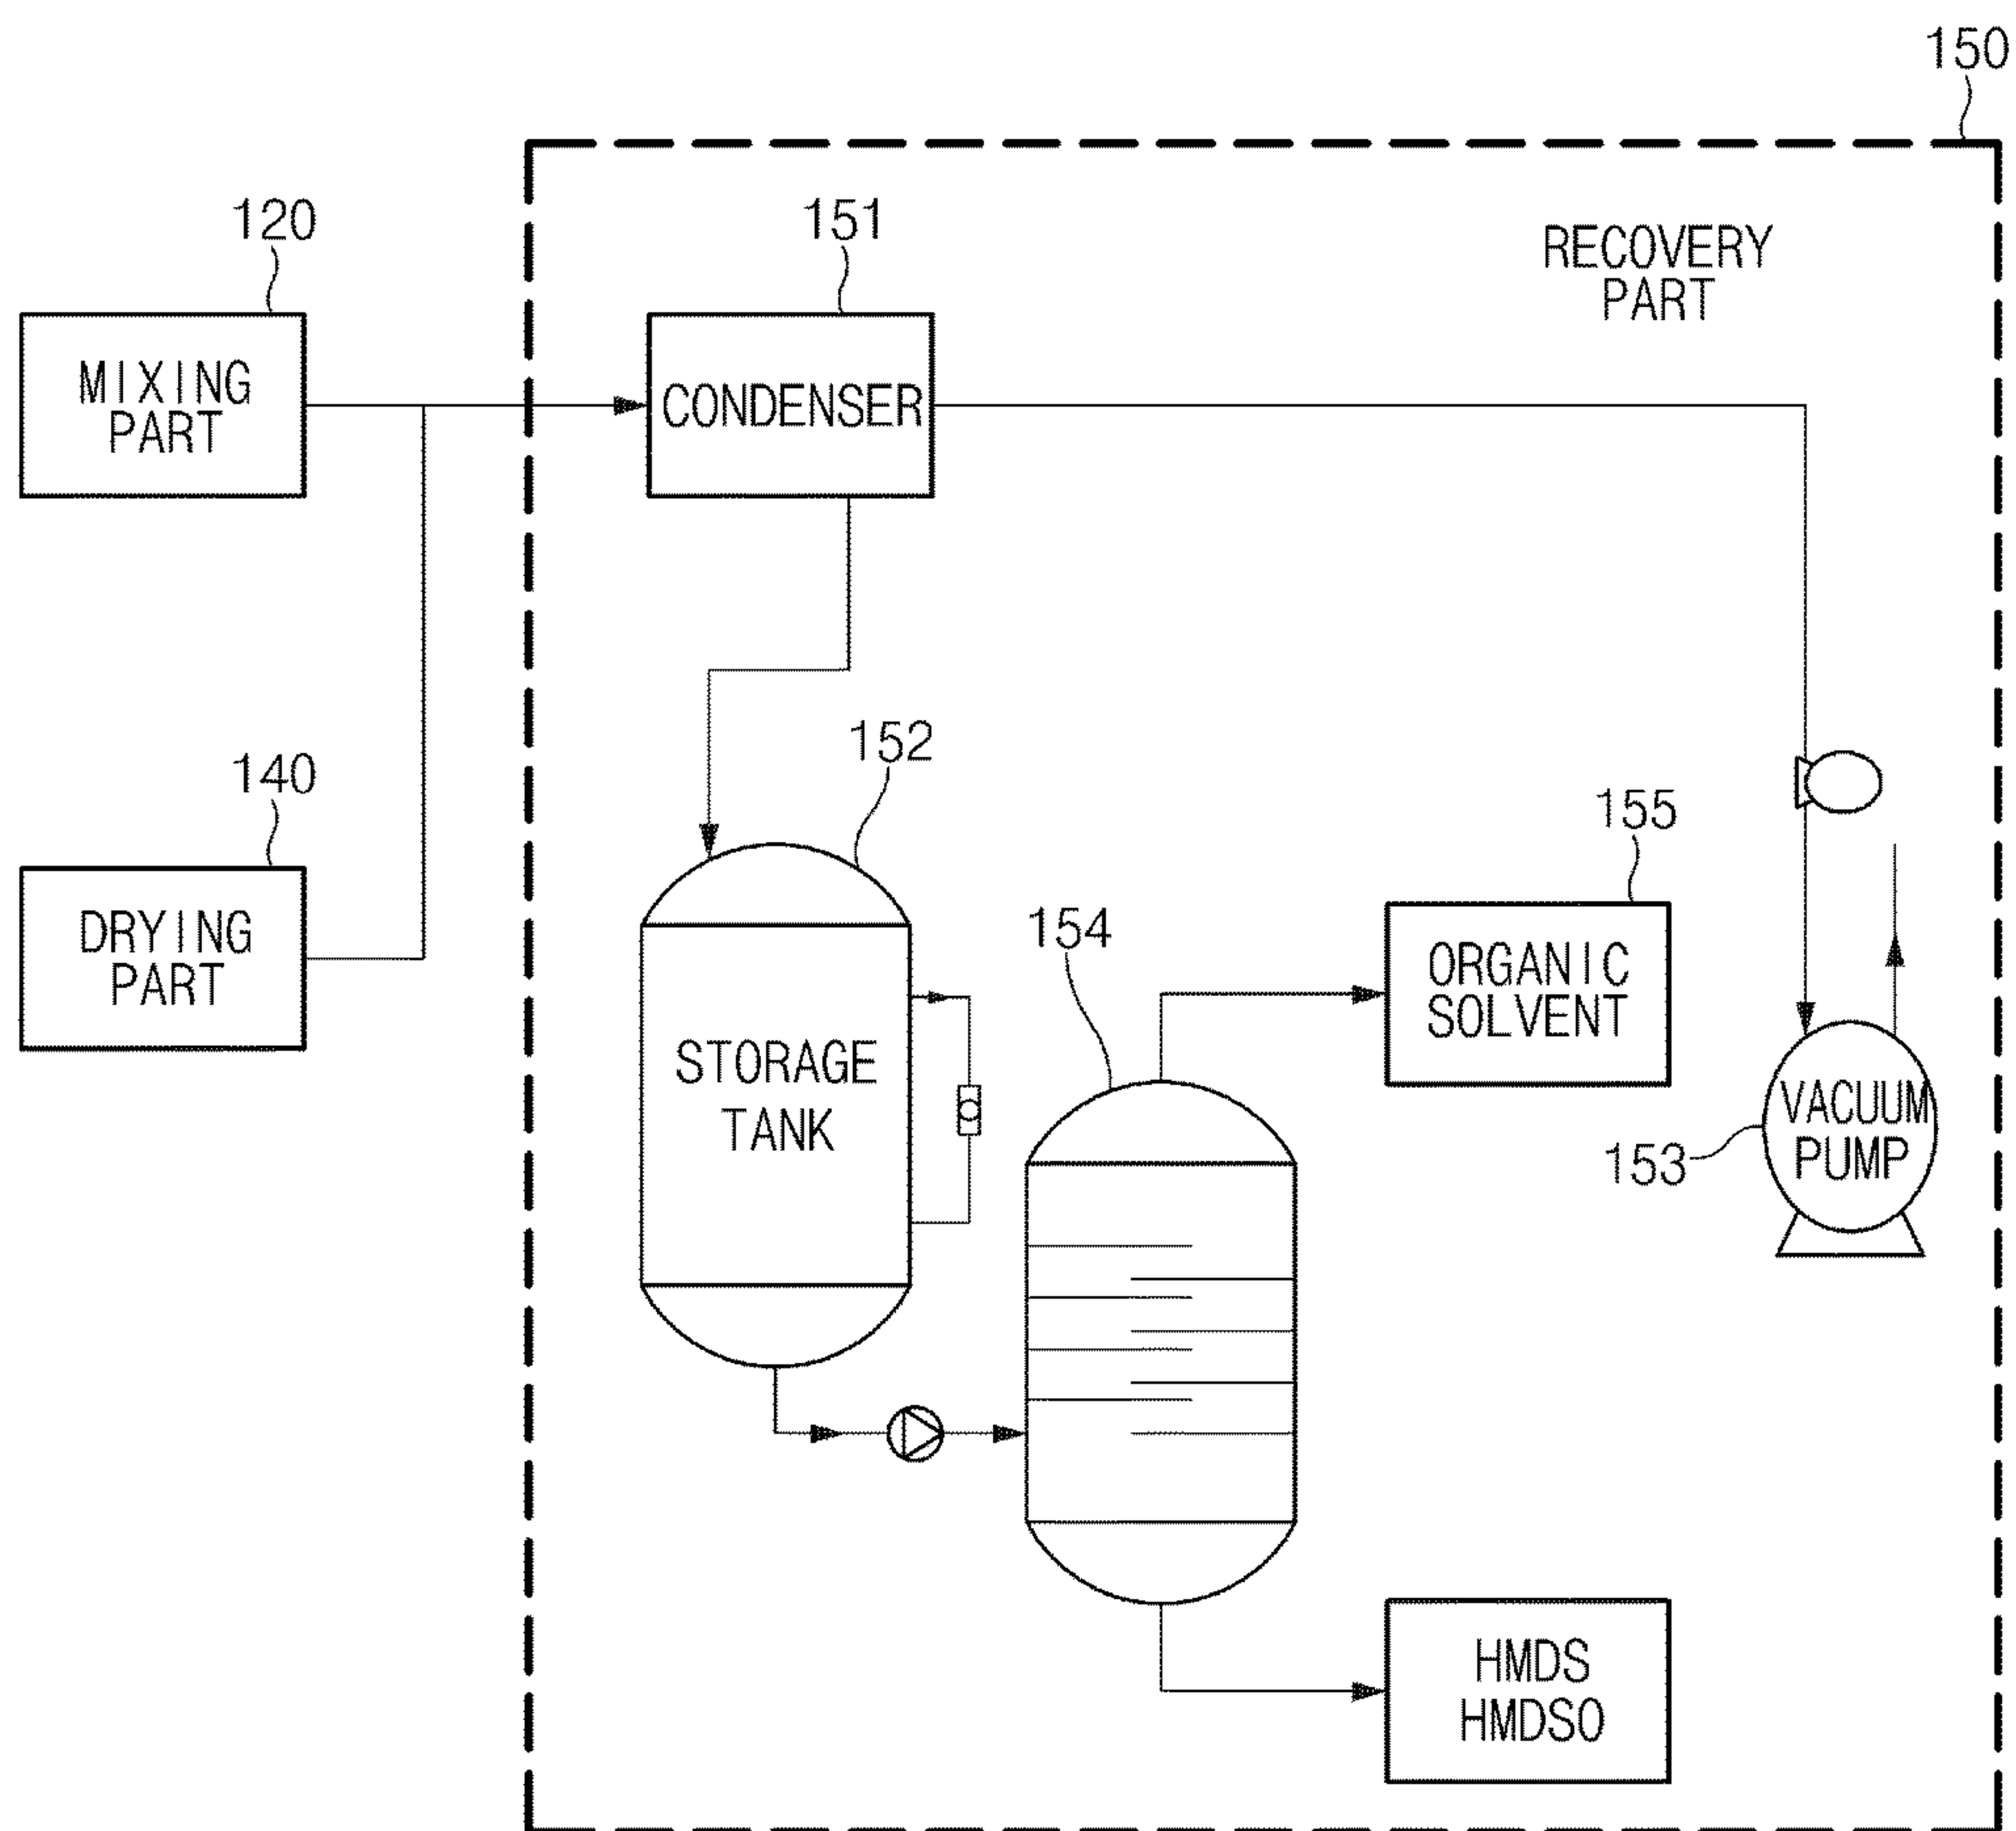 150
120
151
RECOVERY
PART
MIXING
PART
CONDENSER
152
140
155
154
DRYING
PART
ORGANIC
SOLVENT
STORAGE
TANK
VACUUM
PUMP
153
HMDS
HMDSO